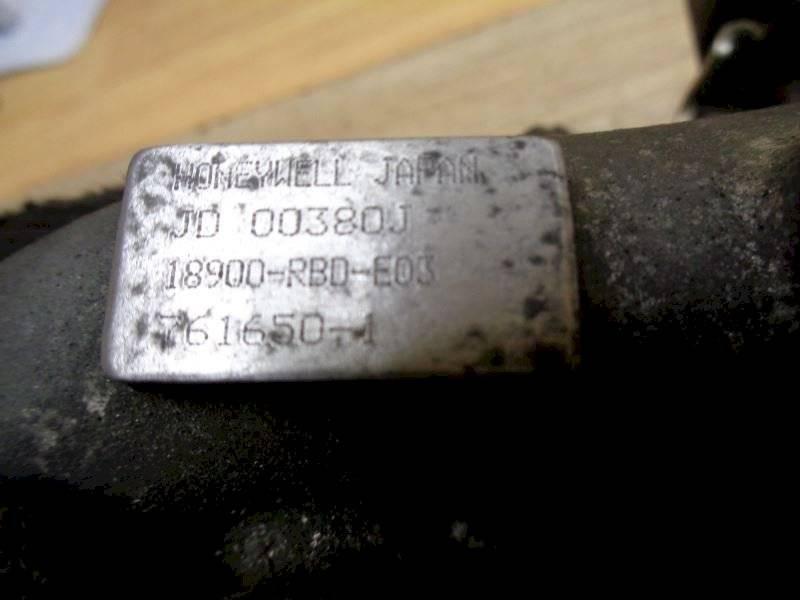 HONEYWELL JAPAN
JD 00380J
18900-RBD-E03
761650-1